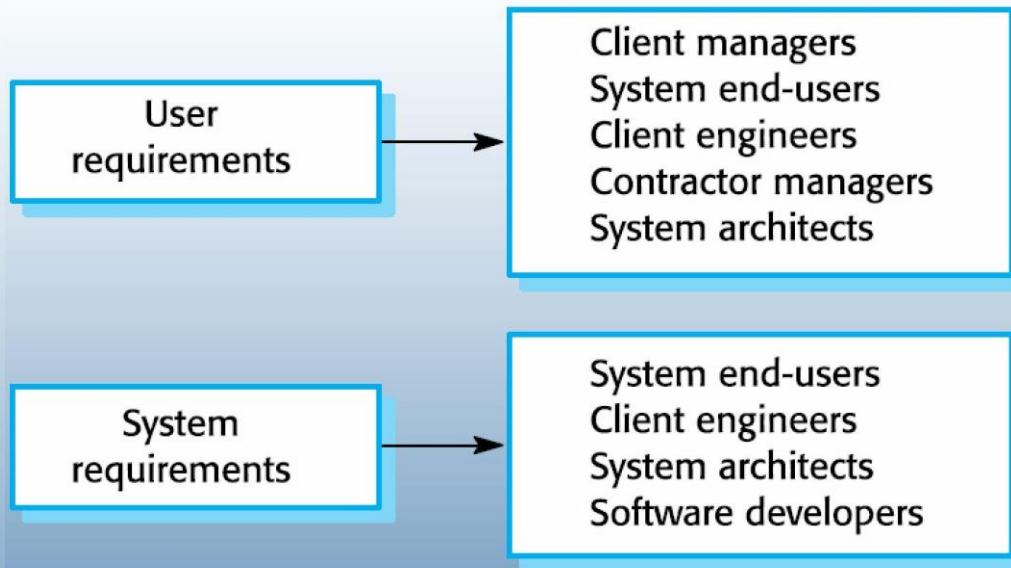 User
requirements
Client managers
System end-users
Client engineers
Contractor managers
System architects
System
requirements
System end-users
Client engineers
System architects
Software developers